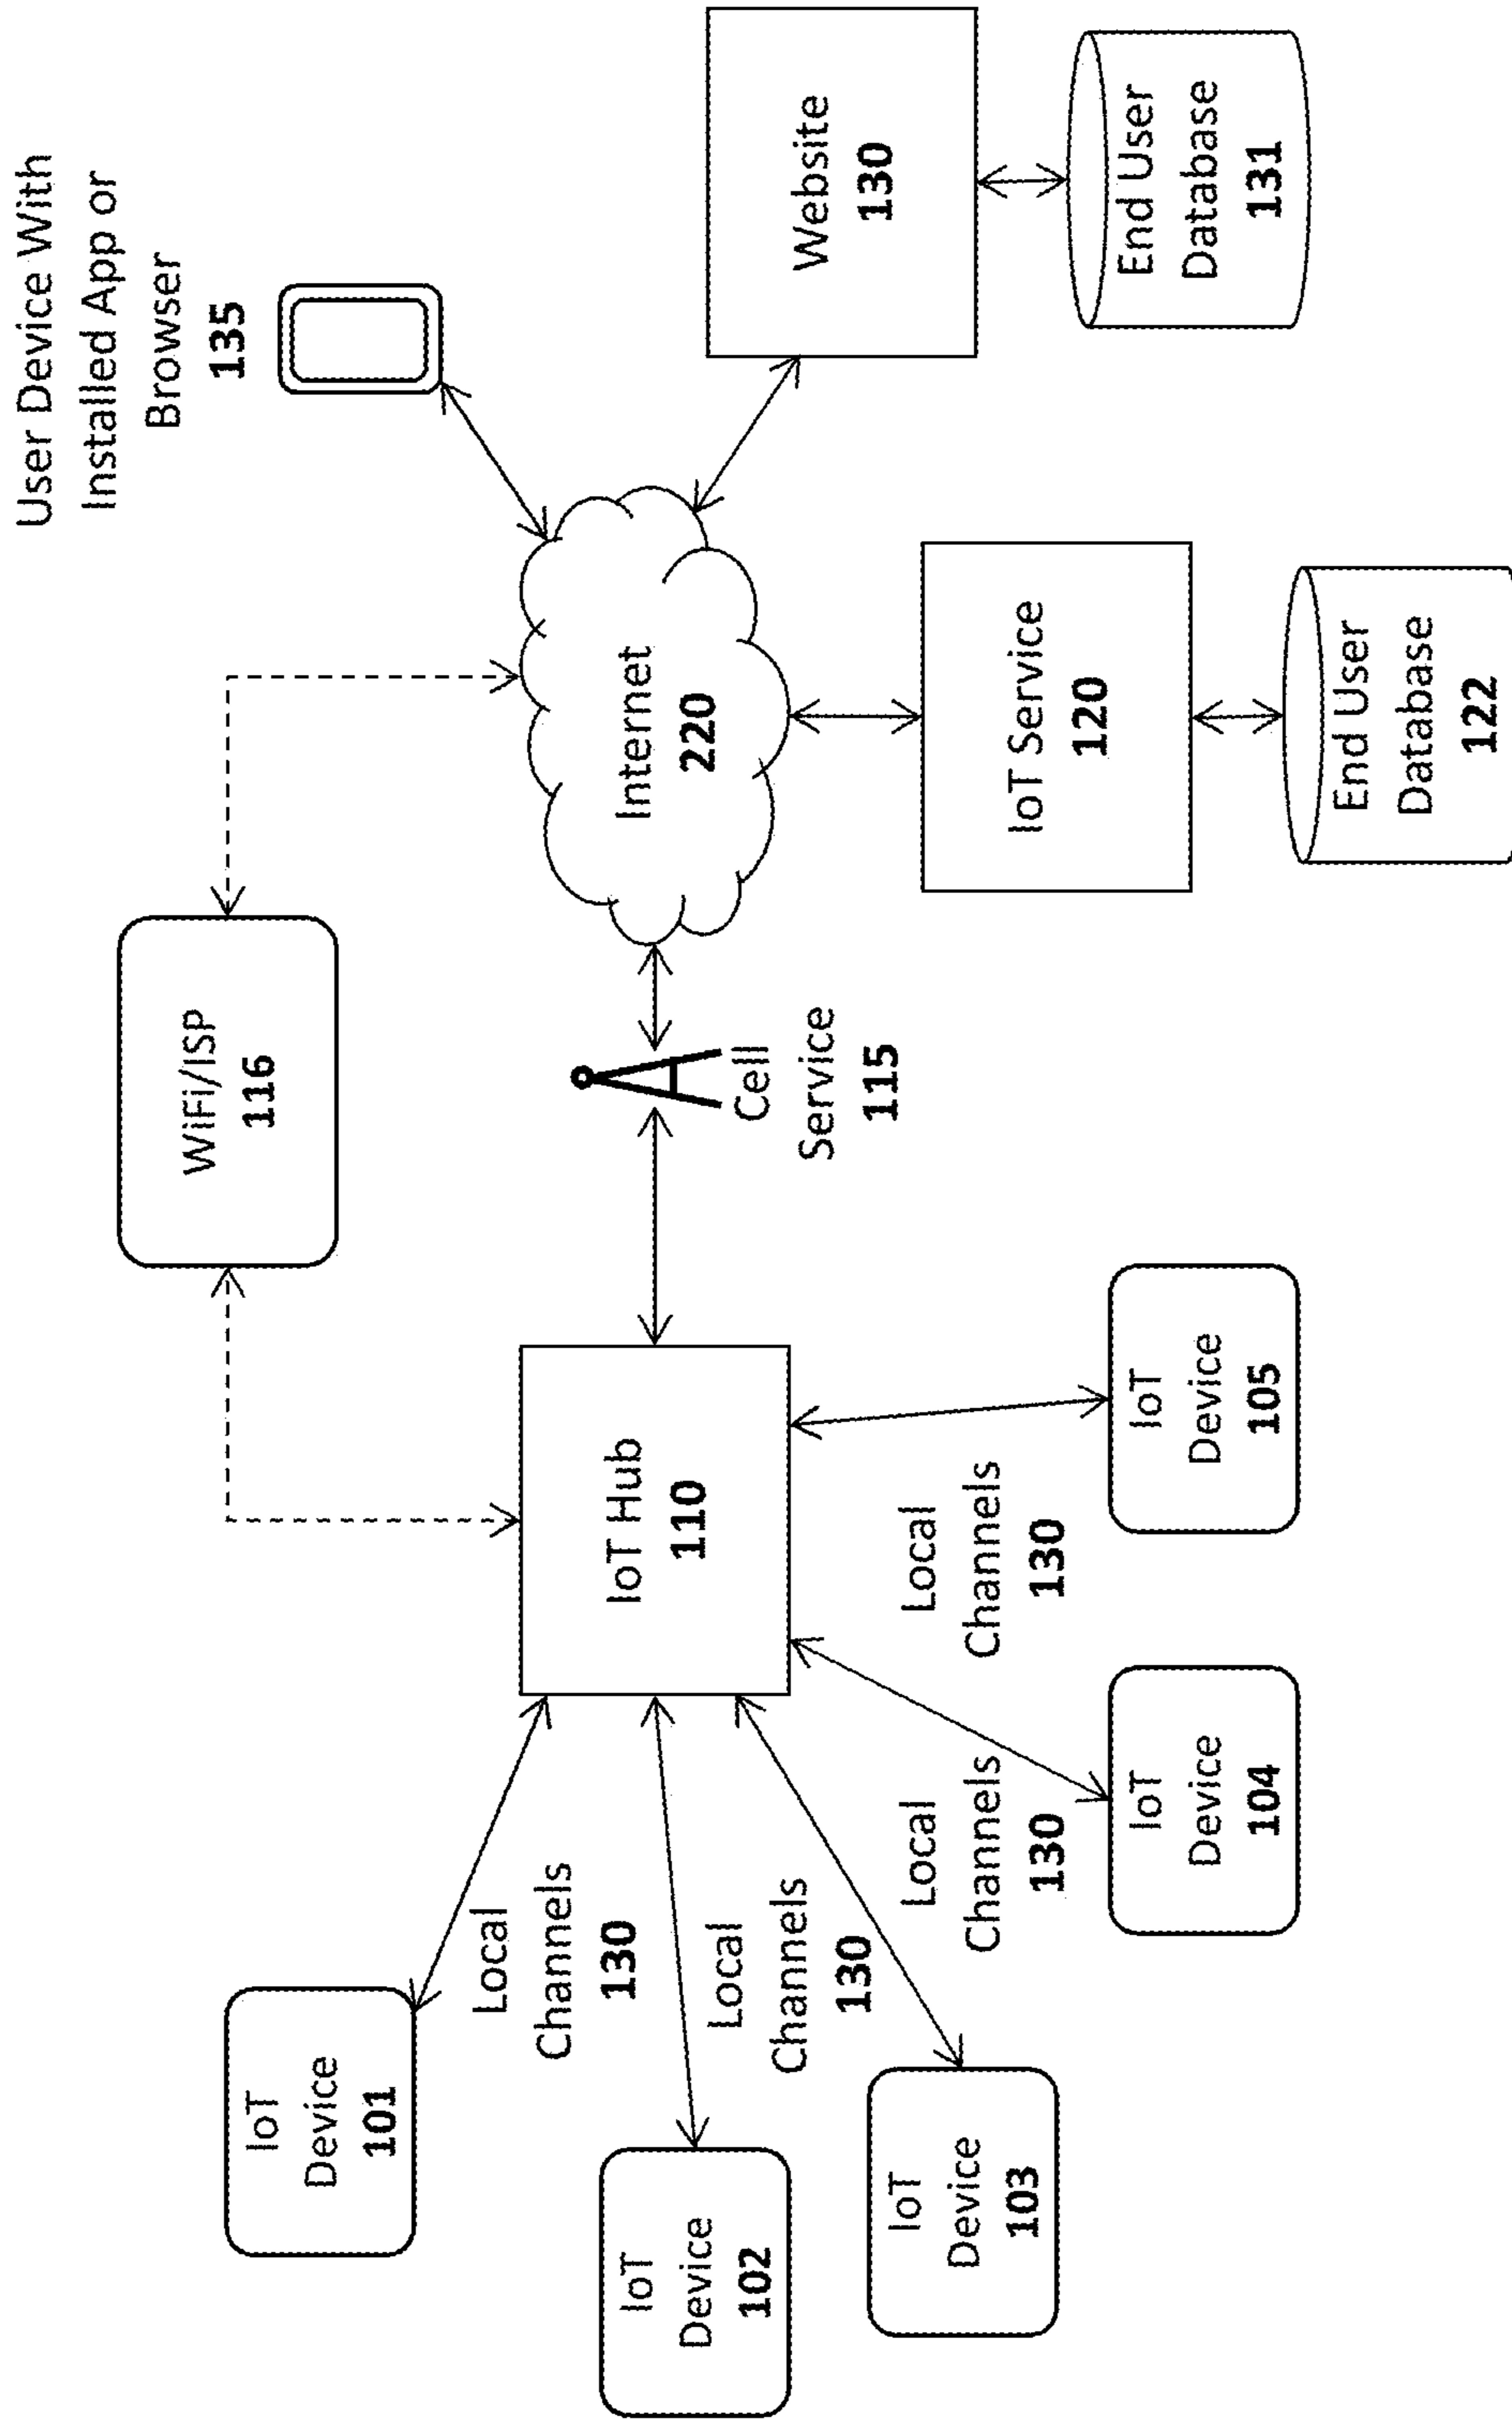 User Device With
Installed App or
Browser
135
WiFi/ISP
116
IoT
Device
101
Local
Channels
130
IoT
Device
102
Local
Channels
130
IoT
Device
103
IoT Hub
110
Cell
Service
115
Internet
220
Website
130
End User
Database
131
Local
Channels
130
IoT
Device
104
Local
Channels
130
IoT
Device
105
IoT Service
120
End User
Database
122